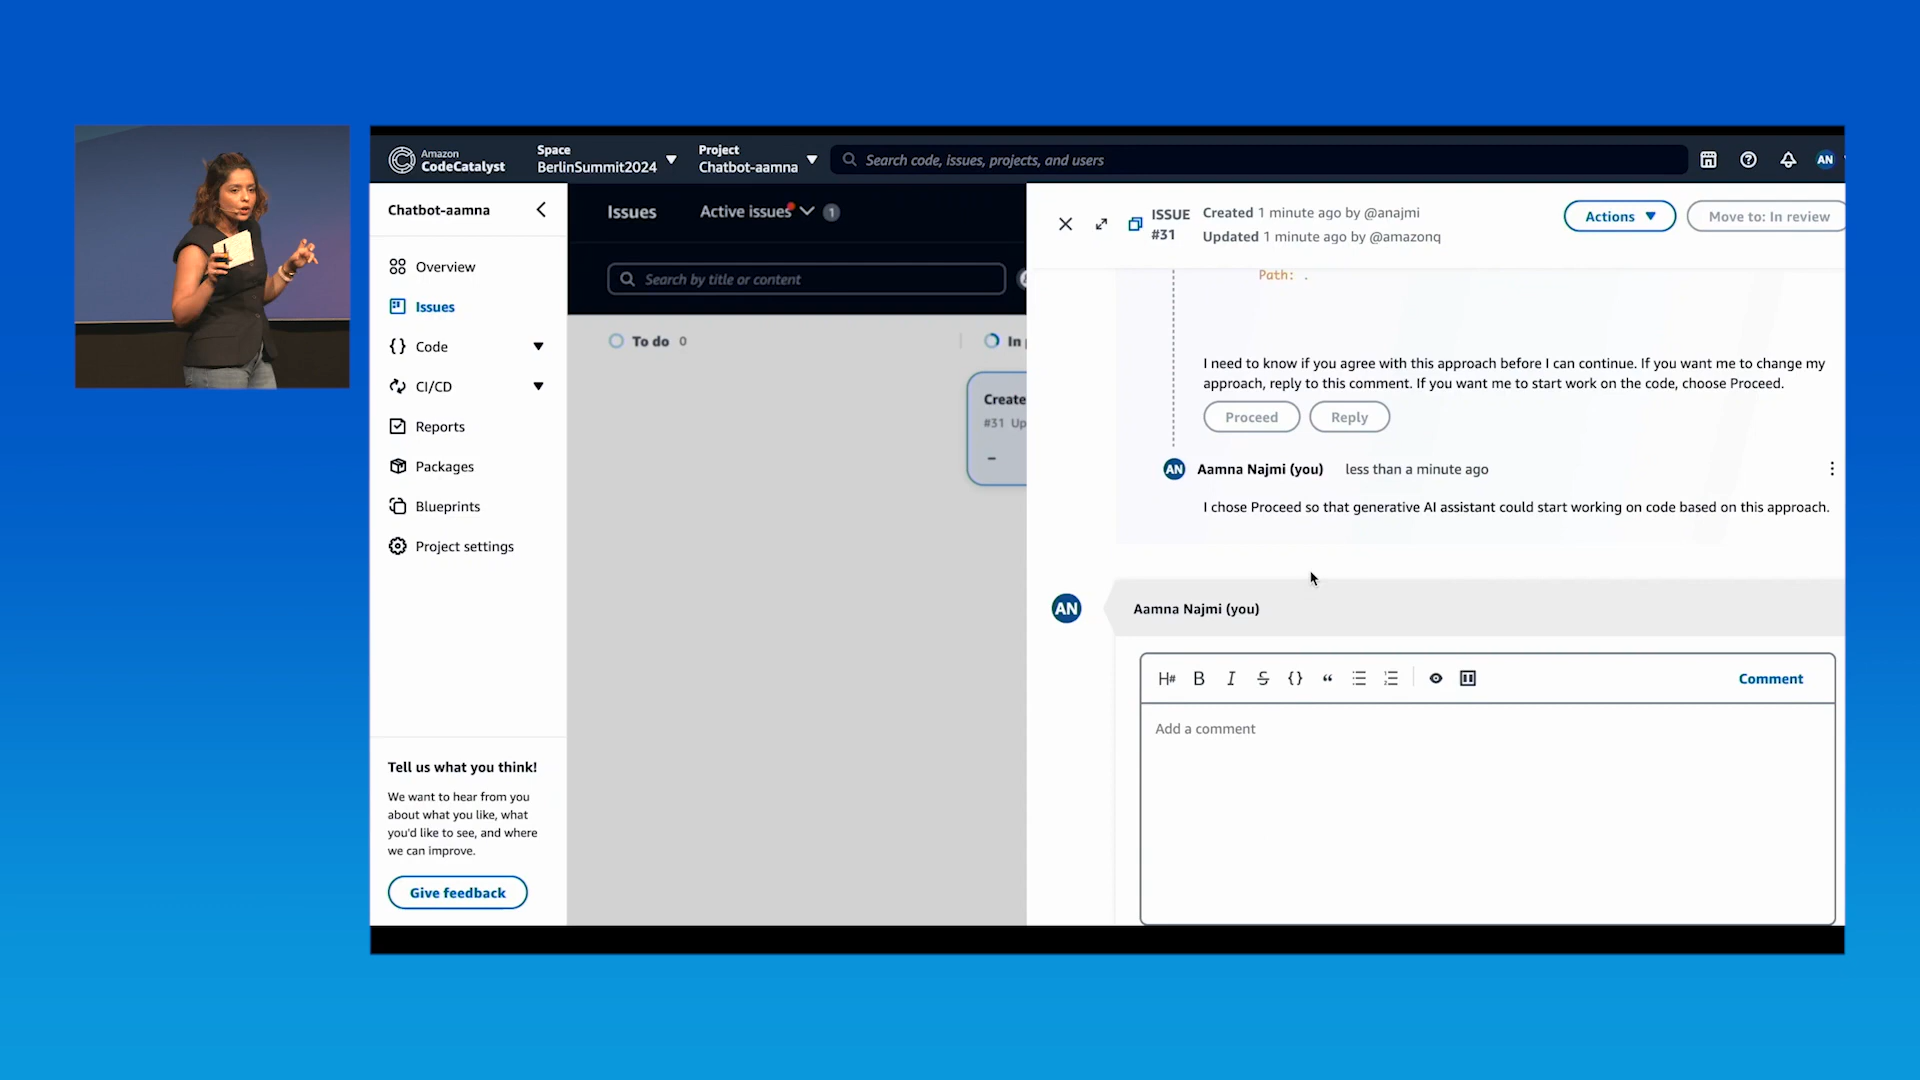 Amazon
CodeCatalyst
Space
BerlinSummit2024
Project
Chatbot-aamna
Search code, issues, projects, and users
AN
Chatbot-aamna
Overview
Issues
Code
CI/CD
Reports
Packages
Blueprints
Project settings
Tell us what you think!
We want to hear from you
about what you like, what
you'd like to see, and where
we can improve.
Give feedback
Issues
Active issues 1
Search by title or content
To do 0
In
Create
#31 Up
–
ISSUE
#31
Created 1 minute ago by @anajmi
Updated 1 minute ago by @amazonq
Actions
Move to: In review
Path: .
I need to know if you agree with this approach before I can continue. If you want me to change my
approach, reply to this comment. If you want me to start work on the code, choose Proceed.
Proceed
Reply
AN
Aamna Najmi (you) less than a minute ago
I chose Proceed so that generative AI assistant could start working on code based on this approach.
AN
Aamna Najmi (you)
H# B I S {} “
Comment
Add a comment